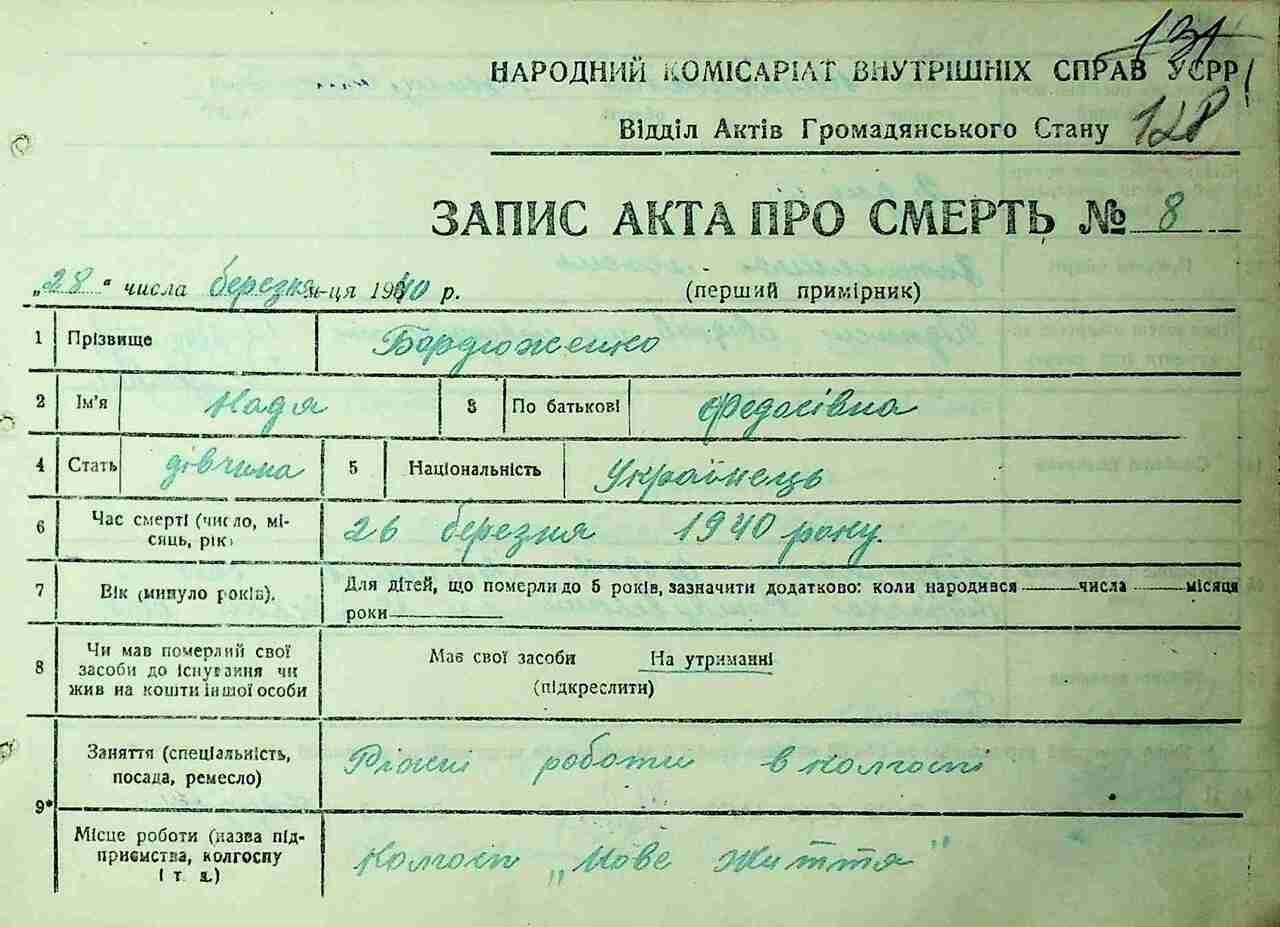 131
НАРОДНИЙ КОМІСАРІАТ ВНУТРІШНІХ СПРАВ УСРР
Відділ Актів Громадянського Стану 128
ЗАПИС АКТА ПРО СМЕРТЬ № 8
„28" числа березня м-ця 1940 р. (перший примірник)
1 Прізвище Бордюженко
2 Ім'я Надя 3 По батькові Федосівна
4 Стать дівчина 5 Національність Українець
6 Час смерті (число, мі-
сяць, рік) 26 березня 1940 року.
7 Вік (минуло років). Для дітей, що померли до 5 років, зазначити додатково: коли народився числа місяця
роки
8 Чи мав померлий свої
засоби до існування чи
жив на кошти іншої особи
Має свої засоби На утриманні
(підкреслити)
9* Заняття (спеціальність,
посада, ремесло) Різні роботи в колгоспі
Місце роботи (назва під-
приємства, колгоспу
і т. д.) Колгосп „Нове життя"